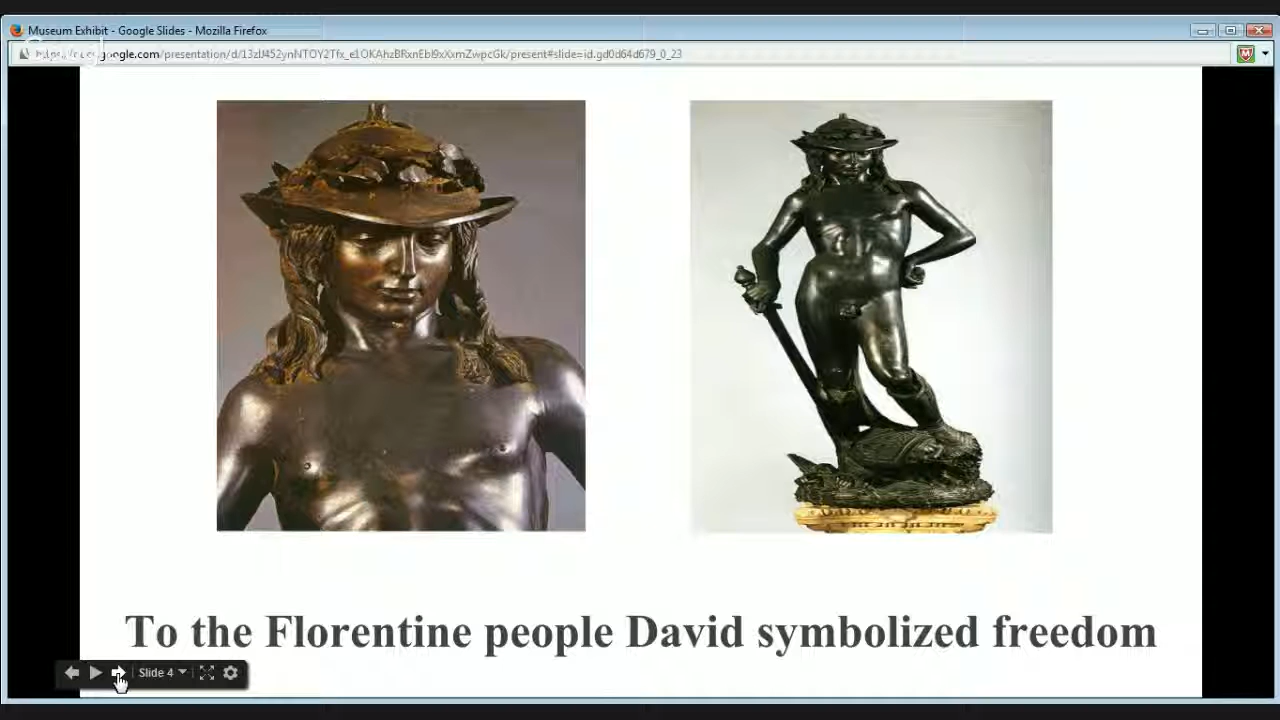 Museum Exhibit - Google Slides - Mozilla Firefox
To the Florentine people David symbolized freedom
Slide 4